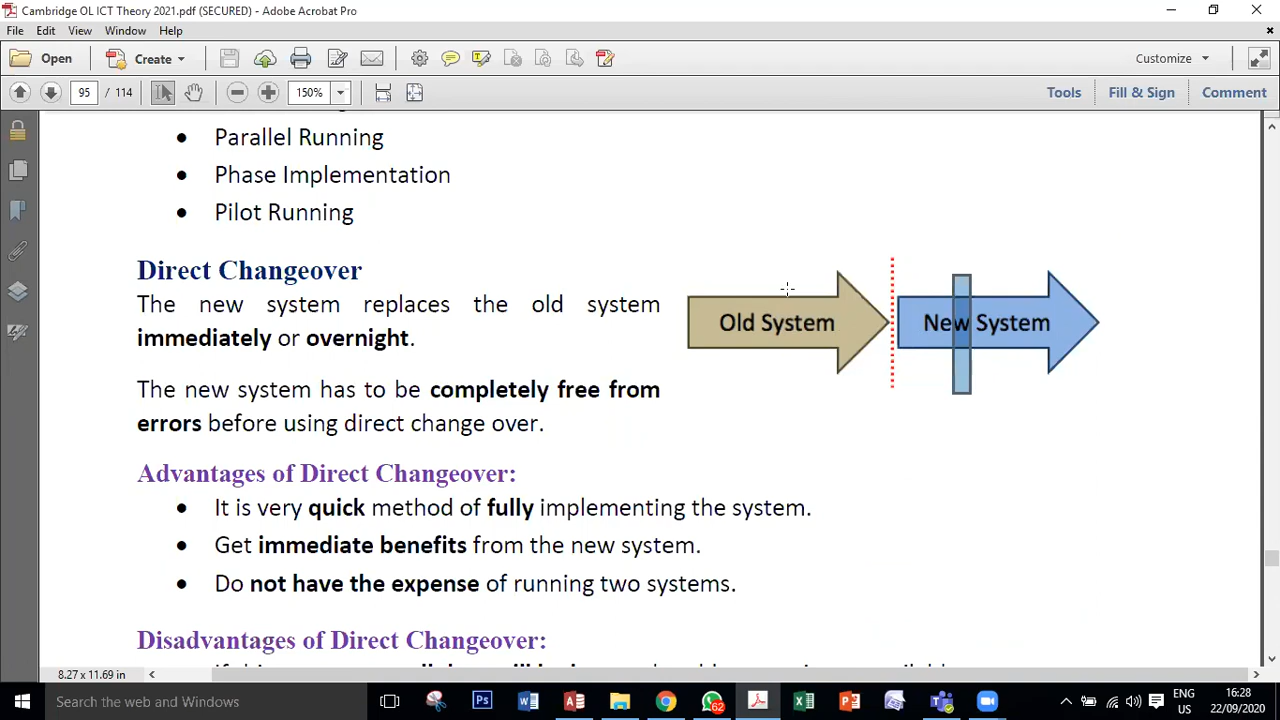 Cambridge OL ICT Theory 2021.pdf (SECURED) - Adobe Acrobat Pro
File Edit View Window Help
Open Create Customize
95 / 114 150% Tools Fill & Sign Comment
• Parallel Running
• Phase Implementation
• Pilot Running
Direct Changeover
The new system replaces the old system
immediately or overnight.
Old System New System
The new system has to be completely free from
errors before using direct change over.
Advantages of Direct Changeover:
• It is very quick method of fully implementing the system.
• Get immediate benefits from the new system.
• Do not have the expense of running two systems.
Disadvantages of Direct Changeover:
8.27 x 11.69 in
Search the web and Windows
62
ENG
US
16:28
22/09/2020